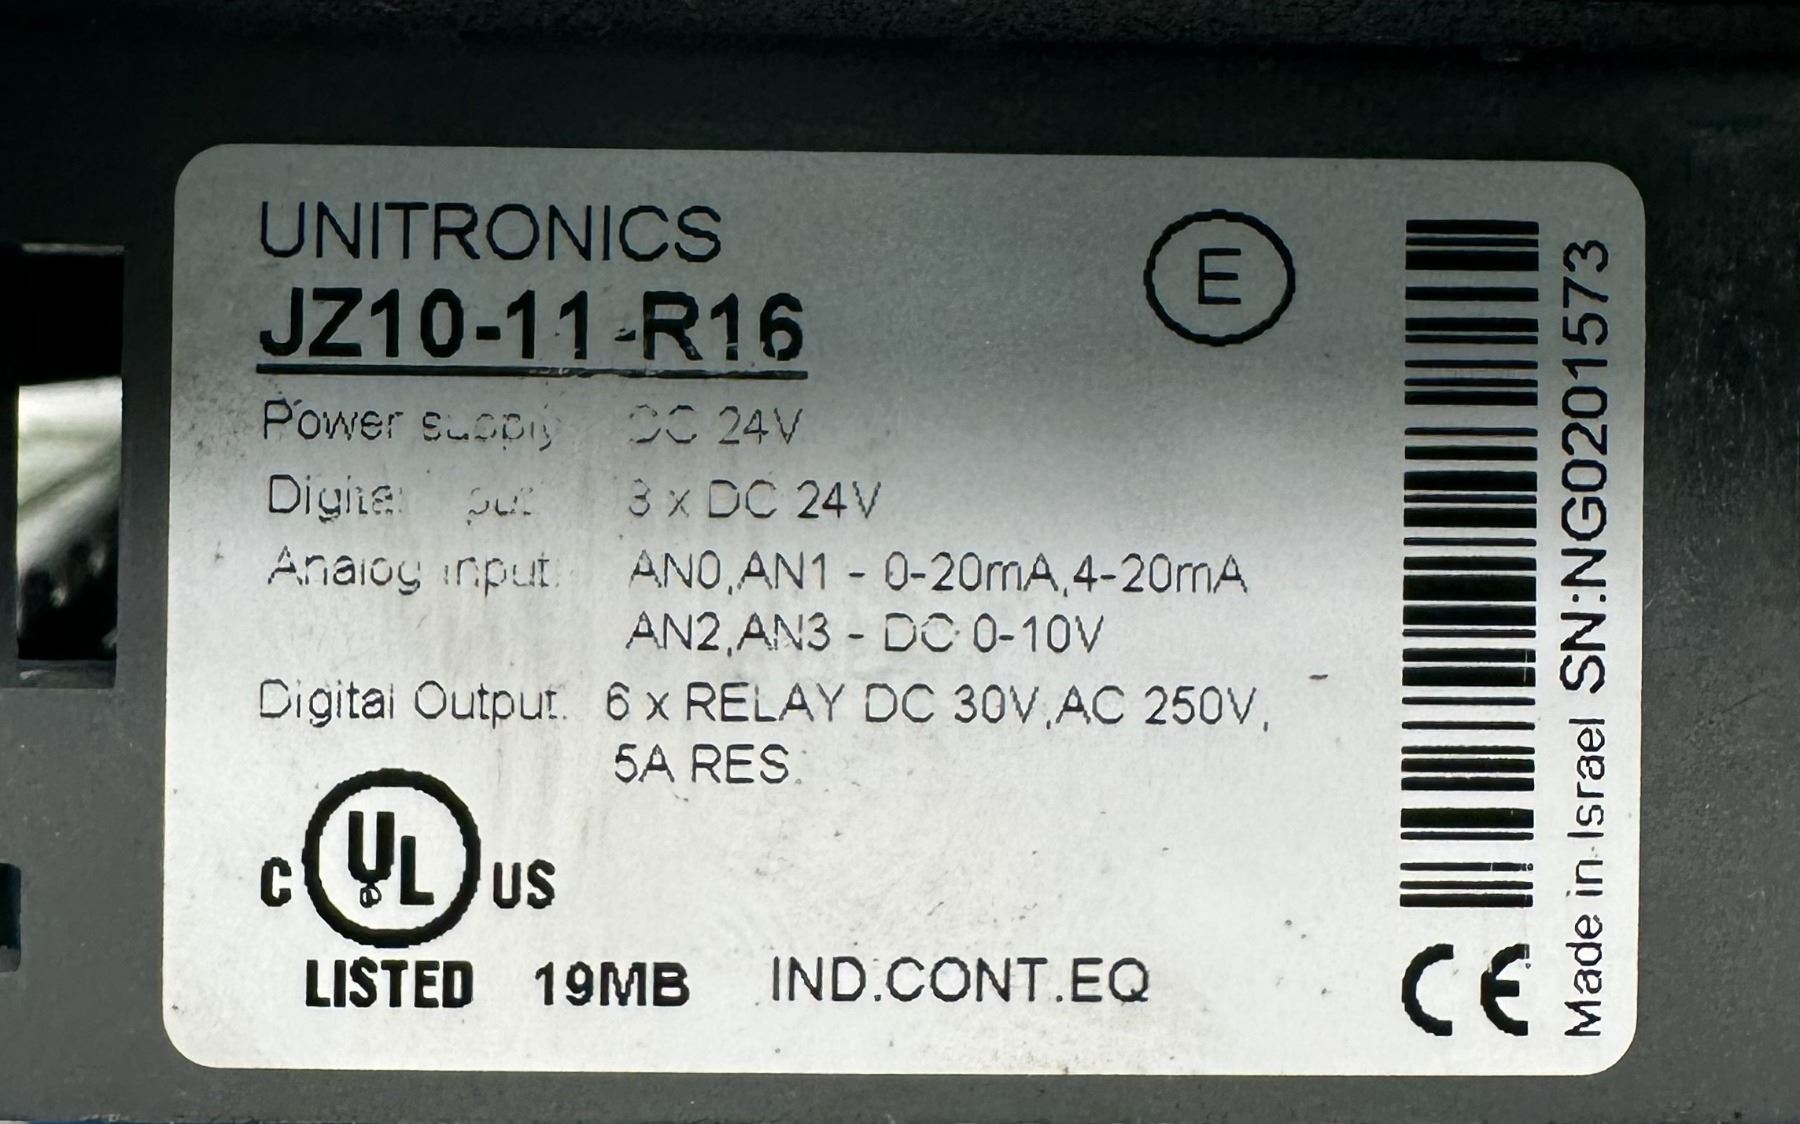 UNITRONICS
E
JZ10-11-R16
Power supply DC 24V
Digital 
x DC 24V
Analog input: AN0,AN1 - 0-20mA,4-20mA
AN2,AN3 - DC 0-10V
Digital Output: 6 x RELAY DC 30V,AC 250V,
5A RES.
C UL US
LISTED 19MB IND.CONT.EQ
CE
Made in Israel SN:NG0201573